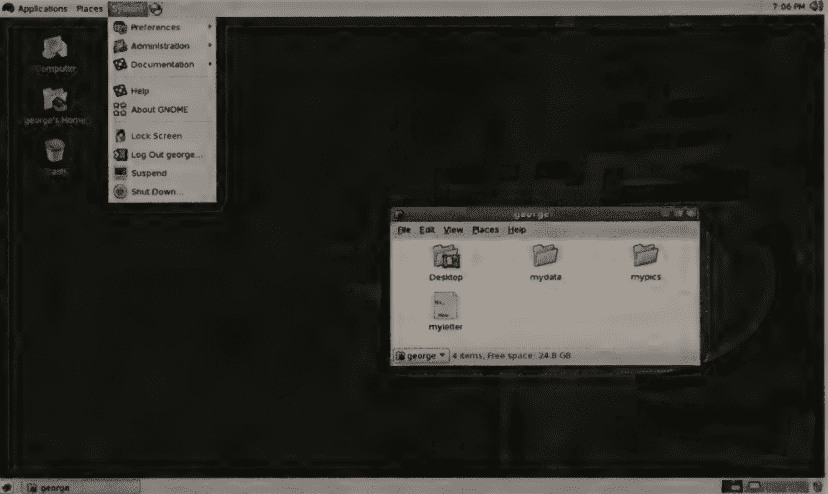 Applications Places System
7:06 PM
Computer
george's Home
Trash
Preferences
Administration
Documentation
Help
About GNOME
Lock Screen
Log Out george...
Suspend
Shut Down...
george
File Edit View Places Help
Desktop
mydata
mypics
myletter
george 4 items, Free space: 24.8 GB
george